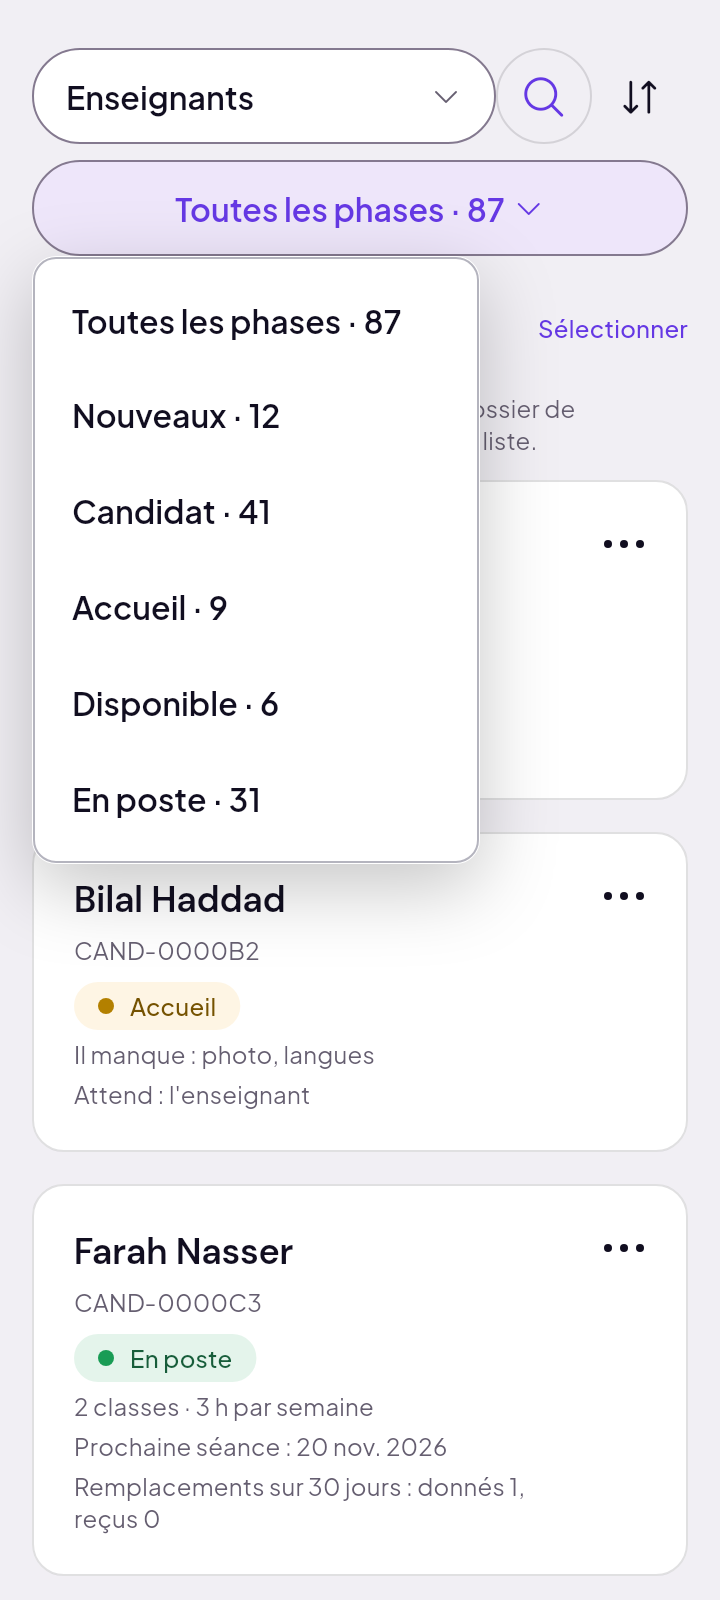 Enseignants
Toutes les phases · 87
Toutes les phases · 87
Sélectionner
Nouveaux · 12
de
liste.
Candidat · 41
Accueil · 9
Disponible · 6
En poste · 31
Bilal Haddad
CAND-0000B2
Accueil
Il manque : photo, langues
Attend : l'enseignant
Farah Nasser
CAND-0000C3
En poste
2 classes · 3 h par semaine
Prochaine séance : 20 nov. 2026
Remplacements sur 30 jours : donnés 1,
reçus 0